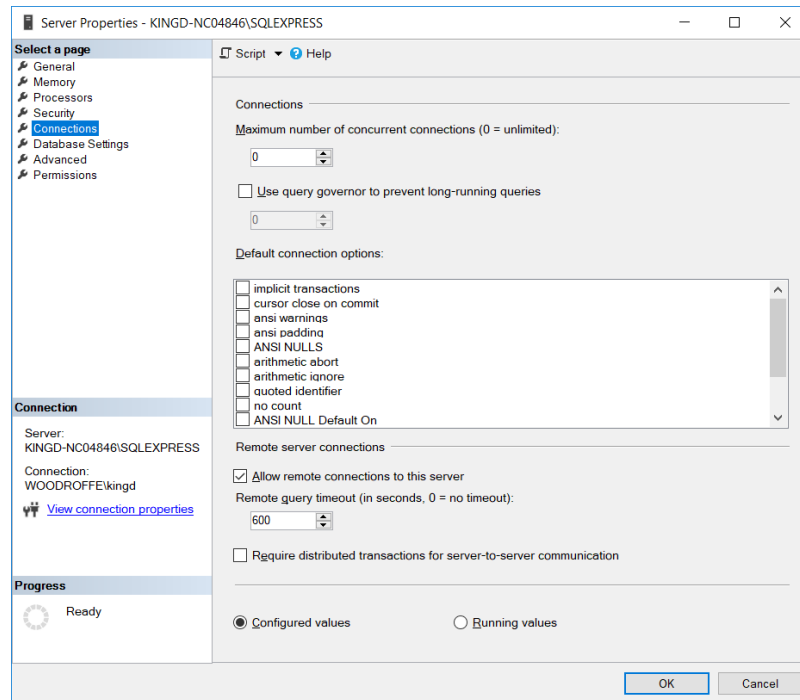 Server Properties - KINGD-NC04846\SQLEXPRESS
Select a page
General
Memory
Processors
Security
Connections
Database Settings
Advanced
Permissions
Script
Help
Connections
Maximum number of concurrent connections (0 = unlimited):
0
Use query governor to prevent long-running queries
0
Default connection options:
implicit transactions
cursor close on commit
ansi warnings
ansi padding
ANSI NULLS
arithmetic abort
arithmetic ignore
quoted identifier
no count
ANSI NULL Default On
Remote server connections
Allow remote connections to this server
Remote query timeout (in seconds, 0 = no timeout):
600
Require distributed transactions for server-to-server communication
Configured values
Running values
Connection
Server:
KINGD-NC04846\SQLEXPRESS
Connection:
WOODROFFE\kingd
View connection properties
Progress
Ready
OK
Cancel